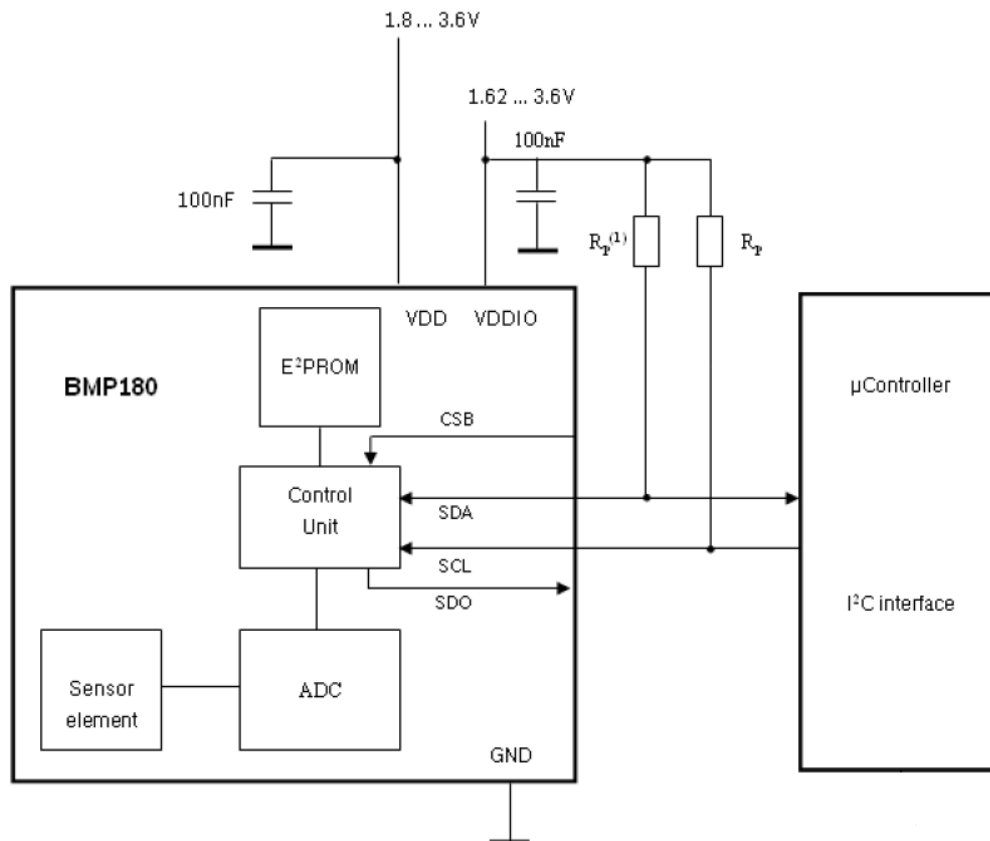 1.8 ... 3.6V
1.62 ... 3.6V
100nF
100nF
Rp(1)
Rp
VDD
VDDIO
E²PROM
BMP180
µController
CSB
Control
Unit
SDA
SCL
SDO
I²C interface
Sensor
element
ADC
GND